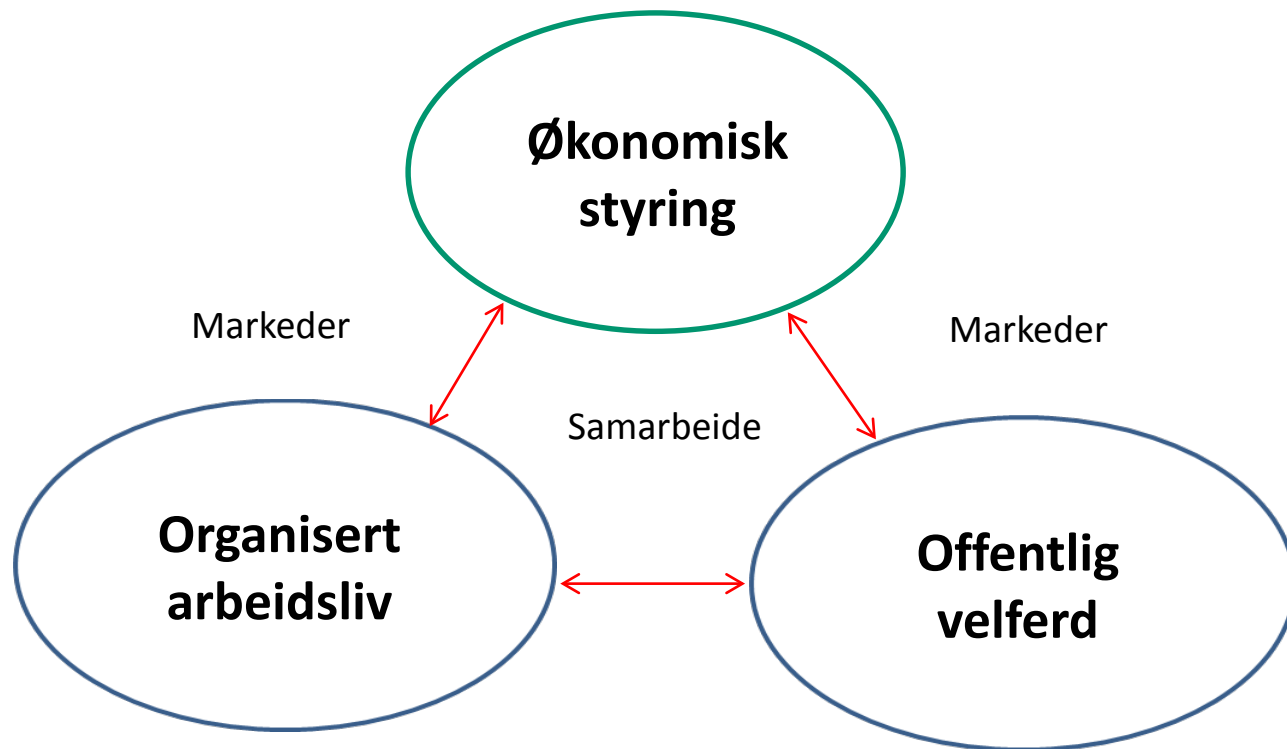 Økonomisk
styring
Markeder
Markeder
Samarbeide
Organisert
arbeidsliv
Offentlig
velferd